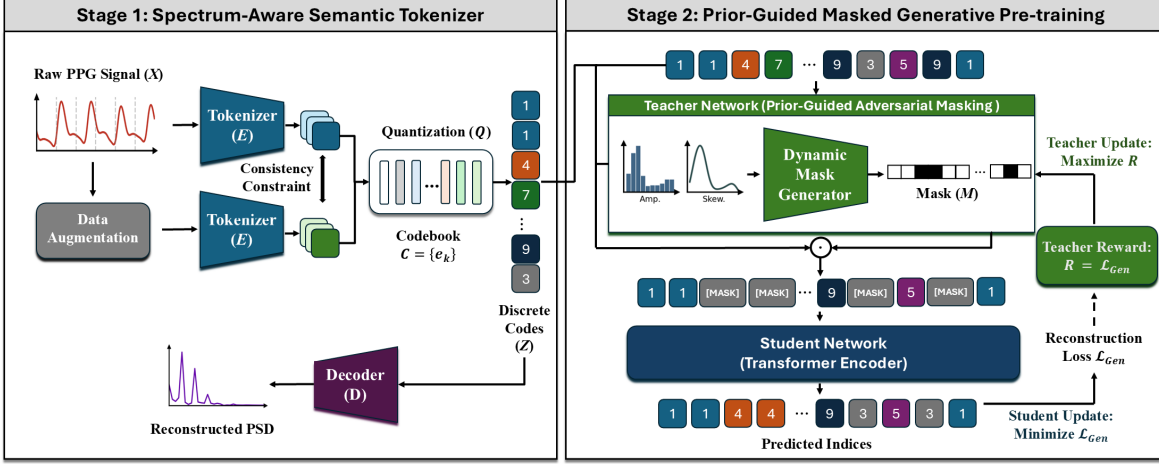 Stage 1: Spectrum-Aware Semantic Tokenizer
Raw PPG Signal (X)
Tokenizer
(E)
Consistency
Constraint
Data
Augmentation
Tokenizer
(E)
Quantization (Q)
...
Codebook
C = {e_k}
1
1
4
7
⋮
9
3
Discrete
Codes
(Z)
Decoder
(D)
Reconstructed PSD
Stage 2: Prior-Guided Masked Generative Pre-training
1 1 4 7 ... 9 3 5 9 1
Teacher Network (Prior-Guided Adversarial Masking )
Amp.
Skew.
Dynamic
Mask
Generator
...
Mask (M)
Teacher Update:
Maximize R
Teacher Reward:
R = ℒ_Gen
1 1 [MASK] [MASK] ... 9 [MASK] 5 [MASK] 1
Student Network
(Transformer Encoder)
Reconstruction
Loss ℒ_Gen
1 1 4 4 ... 9 3 5 3 1
Predicted Indices
Student Update:
Minimize ℒ_Gen